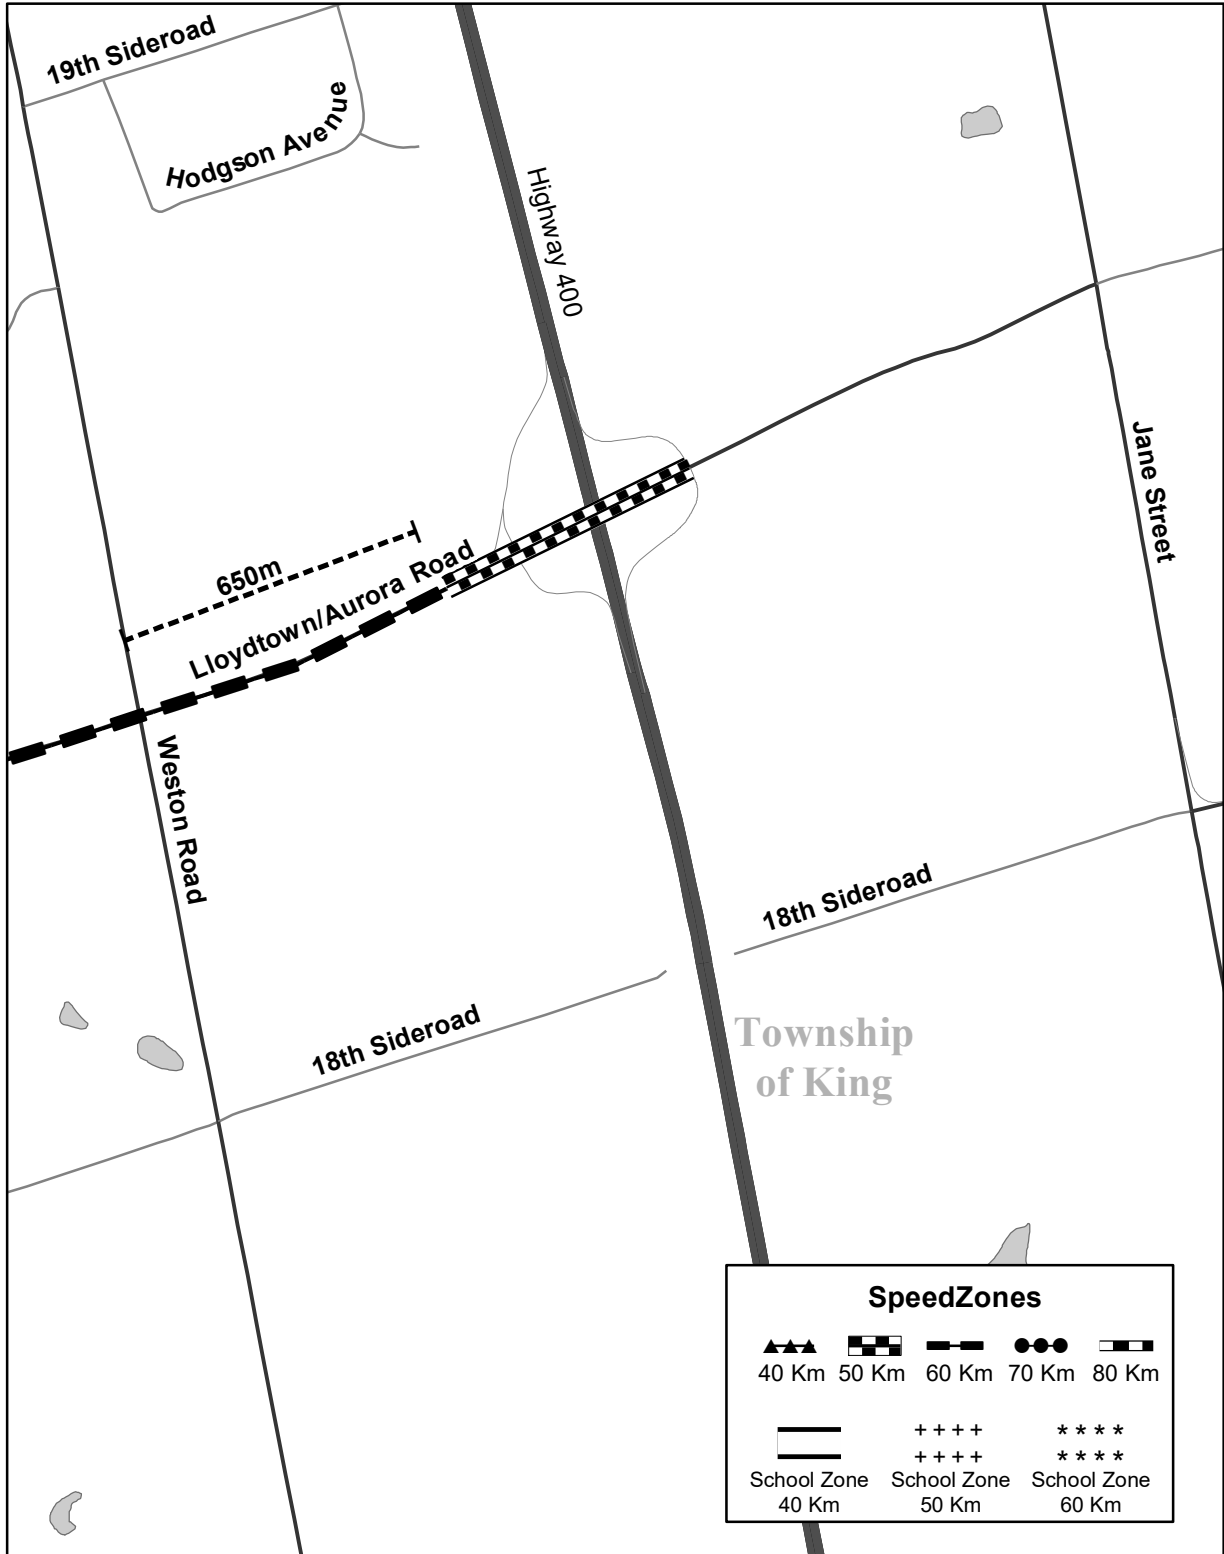 19th Sideroad
Hodgson Avenue
Highway 400
Jane Street
650m
Lloydtown/Aurora Road
Weston Road
18th Sideroad
18th Sideroad
Township
of King
SpeedZones
40 Km 50 Km 60 Km 70 Km 80 Km
School Zone School Zone School Zone
40 Km 50 Km 60 Km